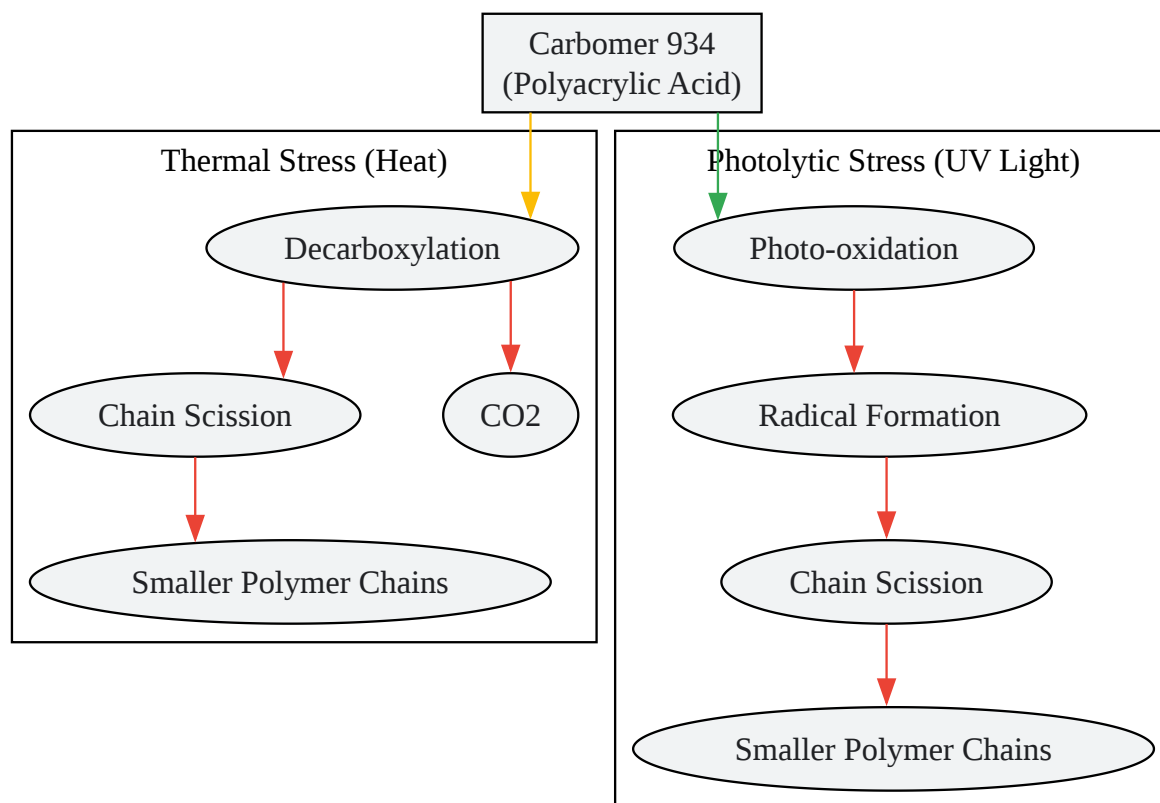 Carbomer 934
(Polyacrylic Acid)
Thermal Stress (Heat)
Decarboxylation
Chain Scission
CO2
Smaller Polymer Chains
Photolytic Stress (UV Light)
Photo-oxidation
Radical Formation
Chain Scission
Smaller Polymer Chains